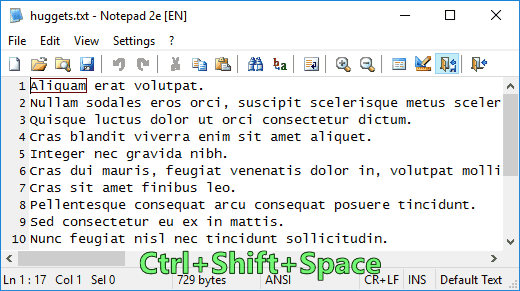 huggets.txt - Notepad 2e [EN]
File Edit View Settings ?
1 Aliquam erat volutpat.
2 Nullam sodales eros orci, suscipit scelerisque metus sceler
3 Quisque luctus dolor ut orci consectetur dictum.
4 Cras blandit viverra enim sit amet aliquet.
5 Integer nec gravida nibh.
6 Cras dui mauris, feugiat venenatis dolor in, volutpat molli
7 Cras sit amet finibus leo.
8 Pellentesque consequat arcu consequat posuere tincidunt.
9 Sed consectetur eu ex in mattis.
10 Nunc feugiat nisl nec tincidunt sollicitudin.
Ctrl+Shift+Space
Ln 1 : 17 Col 1 Sel 0 729 bytes ANSI CR+LF INS Default Text